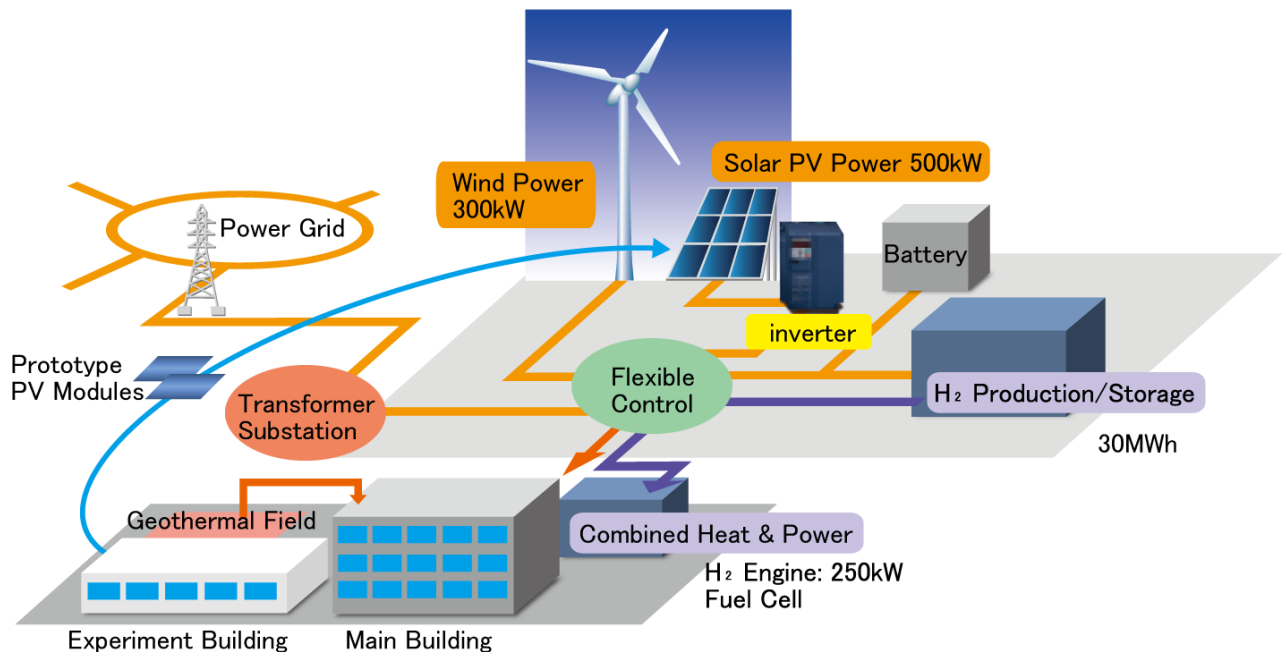 Solar PV Power 500kW
Wind Power
300kW
Power Grid
Battery
inverter
Prototype
PV Modules
Flexible
Control
Transformer
Substation
H₂ Production/Storage
30MWh
Geothermal Field
Combined Heat & Power
H₂ Engine: 250kW
Fuel Cell
Experiment Building
Main Building